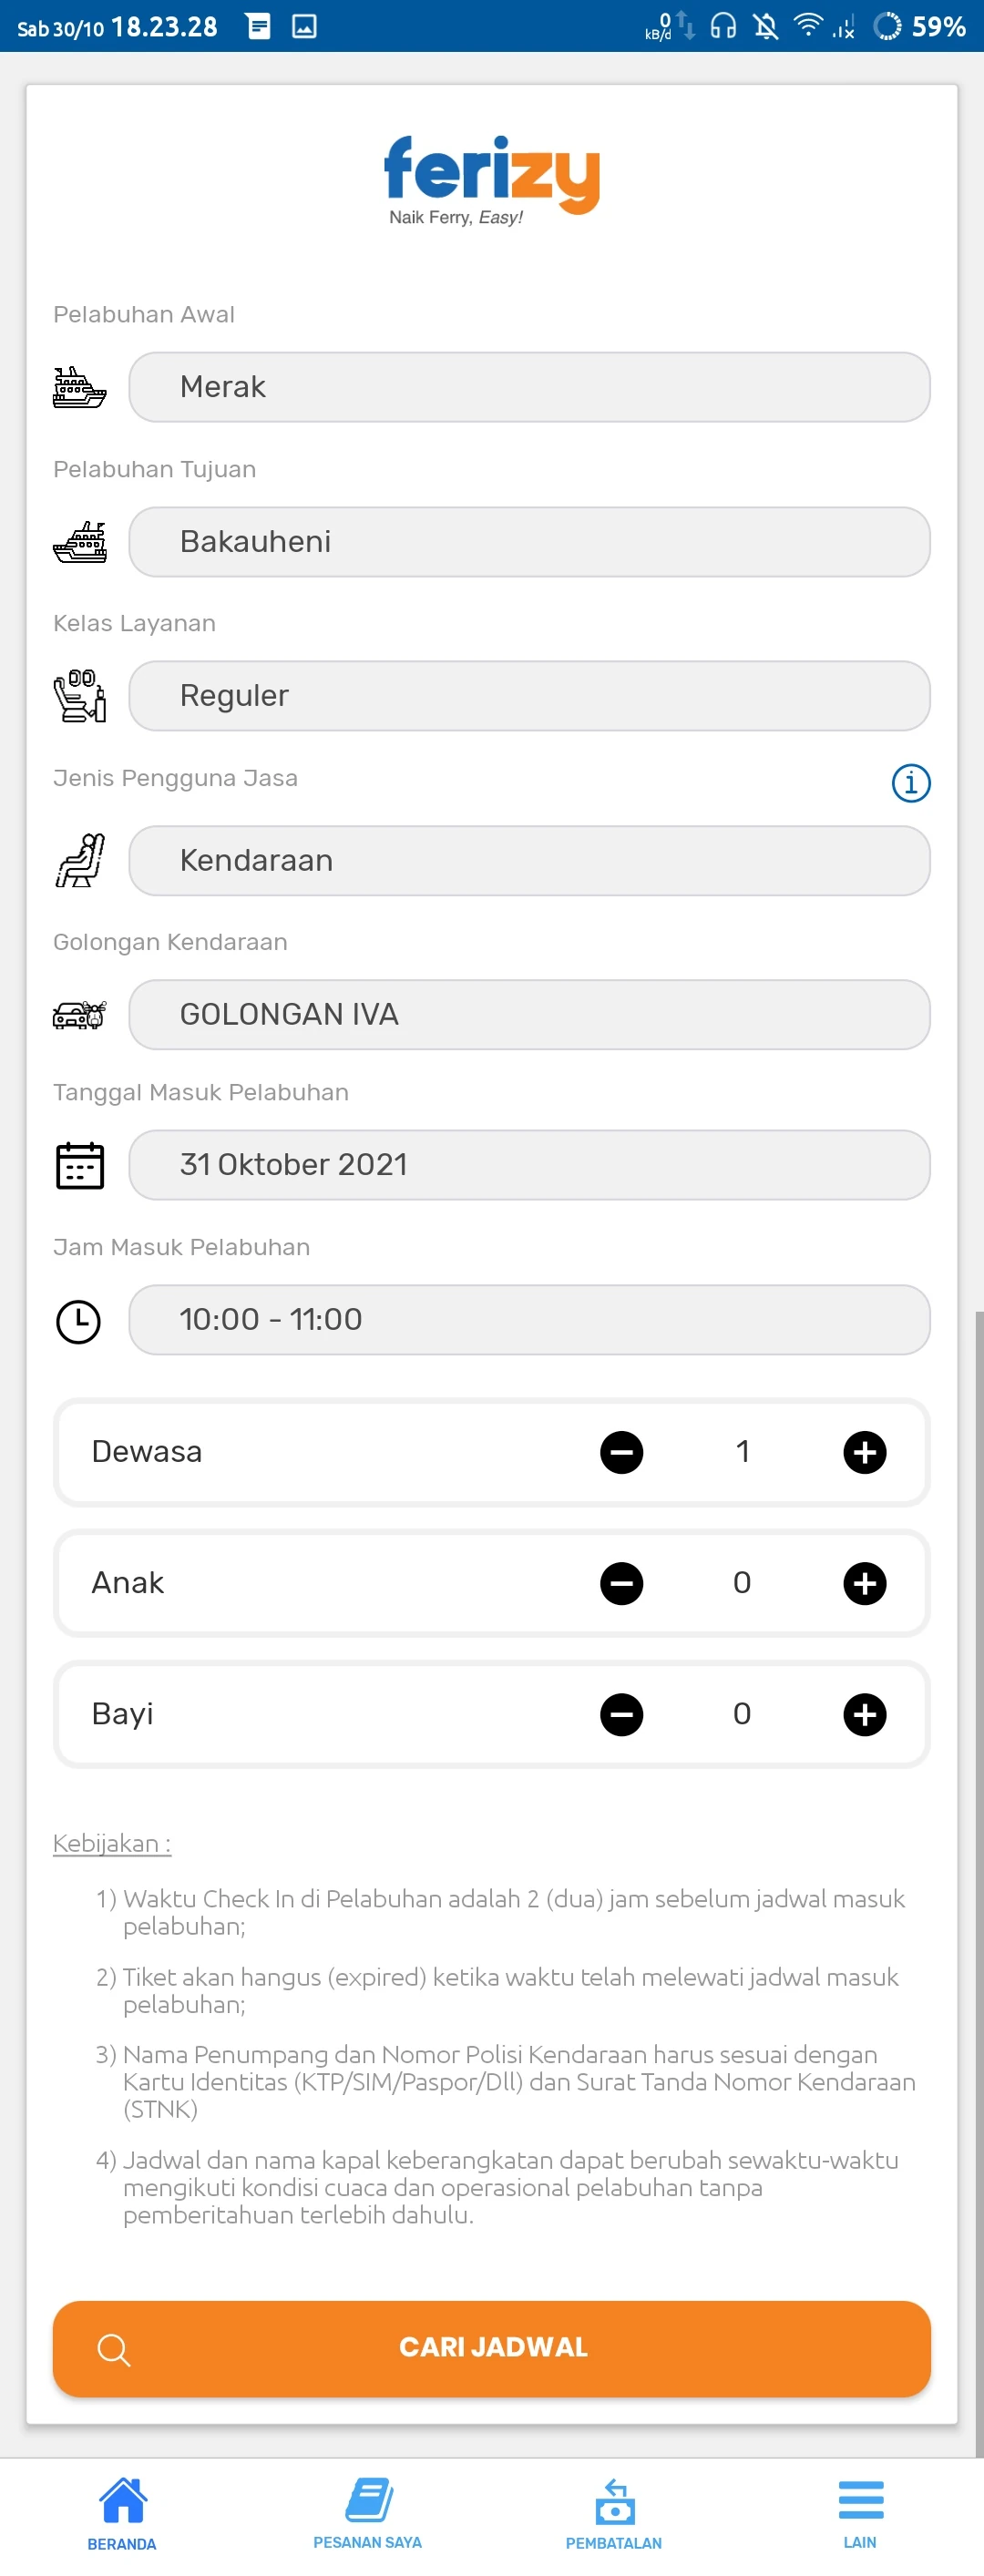 Sab 30/10 18.23.28
0
kB/d
59%
ferizy
Naik Ferry, Easy!
Pelabuhan Awal
Merak
Pelabuhan Tujuan
Bakauheni
Kelas Layanan
Reguler
Jenis Pengguna Jasa
Kendaraan
Golongan Kendaraan
GOLONGAN IVA
Tanggal Masuk Pelabuhan
31 Oktober 2021
Jam Masuk Pelabuhan
10:00 - 11:00
Dewasa 1
Anak 0
Bayi 0
Kebijakan :
1) Waktu Check In di Pelabuhan adalah 2 (dua) jam sebelum jadwal masuk
pelabuhan;
2) Tiket akan hangus (expired) ketika waktu telah melewati jadwal masuk
pelabuhan;
3) Nama Penumpang dan Nomor Polisi Kendaraan harus sesuai dengan
Kartu Identitas (KTP/SIM/Paspor/Dll) dan Surat Tanda Nomor Kendaraan
(STNK)
4) Jadwal dan nama kapal keberangkatan dapat berubah sewaktu-waktu
mengikuti kondisi cuaca dan operasional pelabuhan tanpa
pemberitahuan terlebih dahulu.
CARI JADWAL
BERANDA
PESANAN SAYA
PEMBATALAN
LAIN